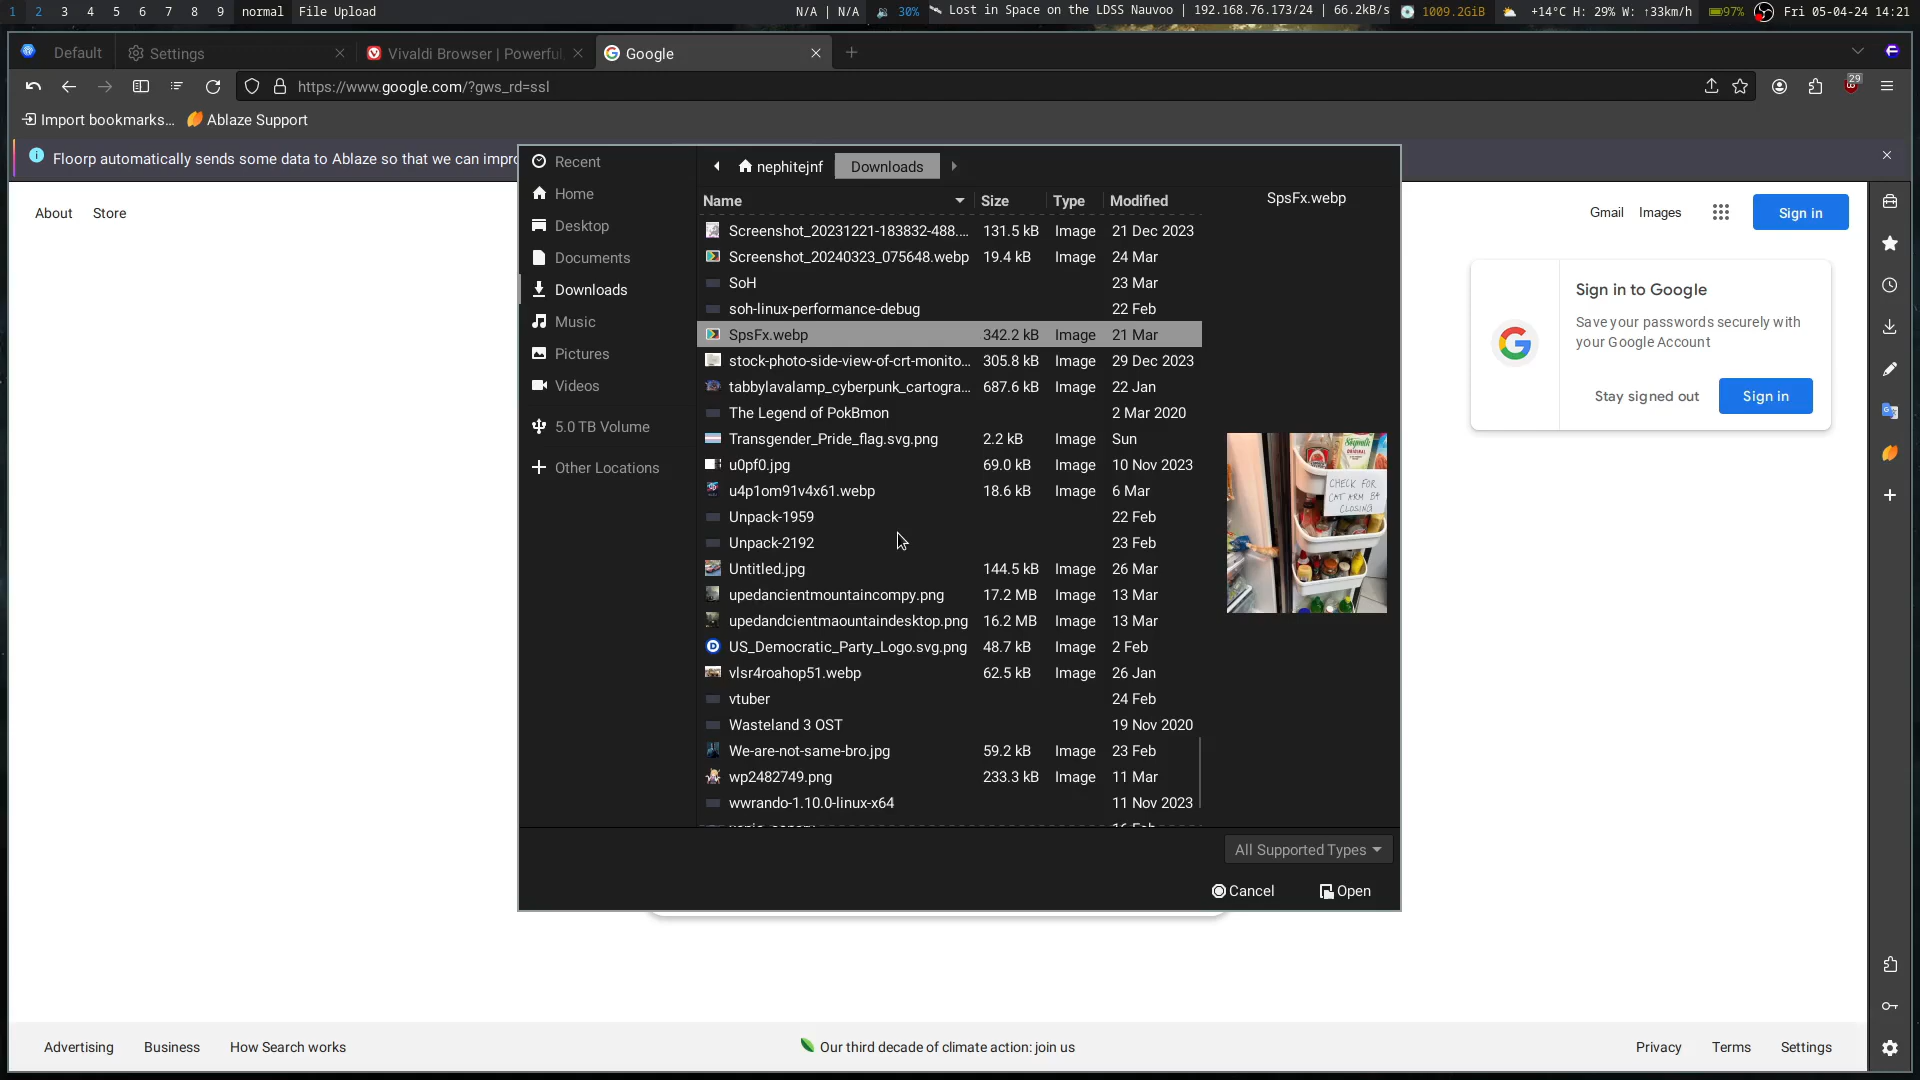 1 2 3 4 5 6 7 8 9 normal File Upload N/A | N/A 30% Lost in Space on the LDSS Nauvoo | 192.168.76.173/24 | 66.2kB/s 1009.2GiB +14°C H: 29% W: ↑33km/h 97% Fri 05-04-24 14:21
Default Settings Vivaldi Browser | Powerful Google
https://www.google.com/?gws_rd=ssl 29
Import bookmarks... Ablaze Support
Floorp automatically sends some data to Ablaze so that we can impro
About Store
Gmail Images Sign in
Sign in to Google
Save your passwords securely with
your Google Account
Stay signed out Sign in
Recent
Home
Desktop
Documents
Downloads
Music
Pictures
Videos
5.0 TB Volume
Other Locations
nephitejnf Downloads
Name Size Type Modified
Screenshot_20231221-183832-488.... 131.5 kB Image 21 Dec 2023
Screenshot_20240323_075648.webp 19.4 kB Image 24 Mar
SoH 23 Mar
soh-linux-performance-debug 22 Feb
SpsFx.webp 342.2 kB Image 21 Mar
stock-photo-side-view-of-crt-monito... 305.8 kB Image 29 Dec 2023
tabbylavalamp_cyberpunk_cartogra... 687.6 kB Image 22 Jan
The Legend of PokBmon 2 Mar 2020
Transgender_Pride_flag.svg.png 2.2 kB Image Sun
u0pf0.jpg 69.0 kB Image 10 Nov 2023
u4p1om91v4x61.webp 18.6 kB Image 6 Mar
Unpack-1959 22 Feb
Unpack-2192 23 Feb
Untitled.jpg 144.5 kB Image 26 Mar
upedancientmountaincompy.png 17.2 MB Image 13 Mar
upedandcientmaountaindesktop.png 16.2 MB Image 13 Mar
US_Democratic_Party_Logo.svg.png 48.7 kB Image 2 Feb
vlsr4roahop51.webp 62.5 kB Image 26 Jan
vtuber 24 Feb
Wasteland 3 OST 19 Nov 2020
We-are-not-same-bro.jpg 59.2 kB Image 23 Feb
wp2482749.png 233.3 kB Image 11 Mar
wwrando-1.10.0-linux-x64 11 Nov 2023
SpsFx.webp
CHECK FOR
CAT ARM B4
CLOSING
All Supported Types
Cancel Open
Advertising Business How Search works Our third decade of climate action: join us Privacy Terms Settings